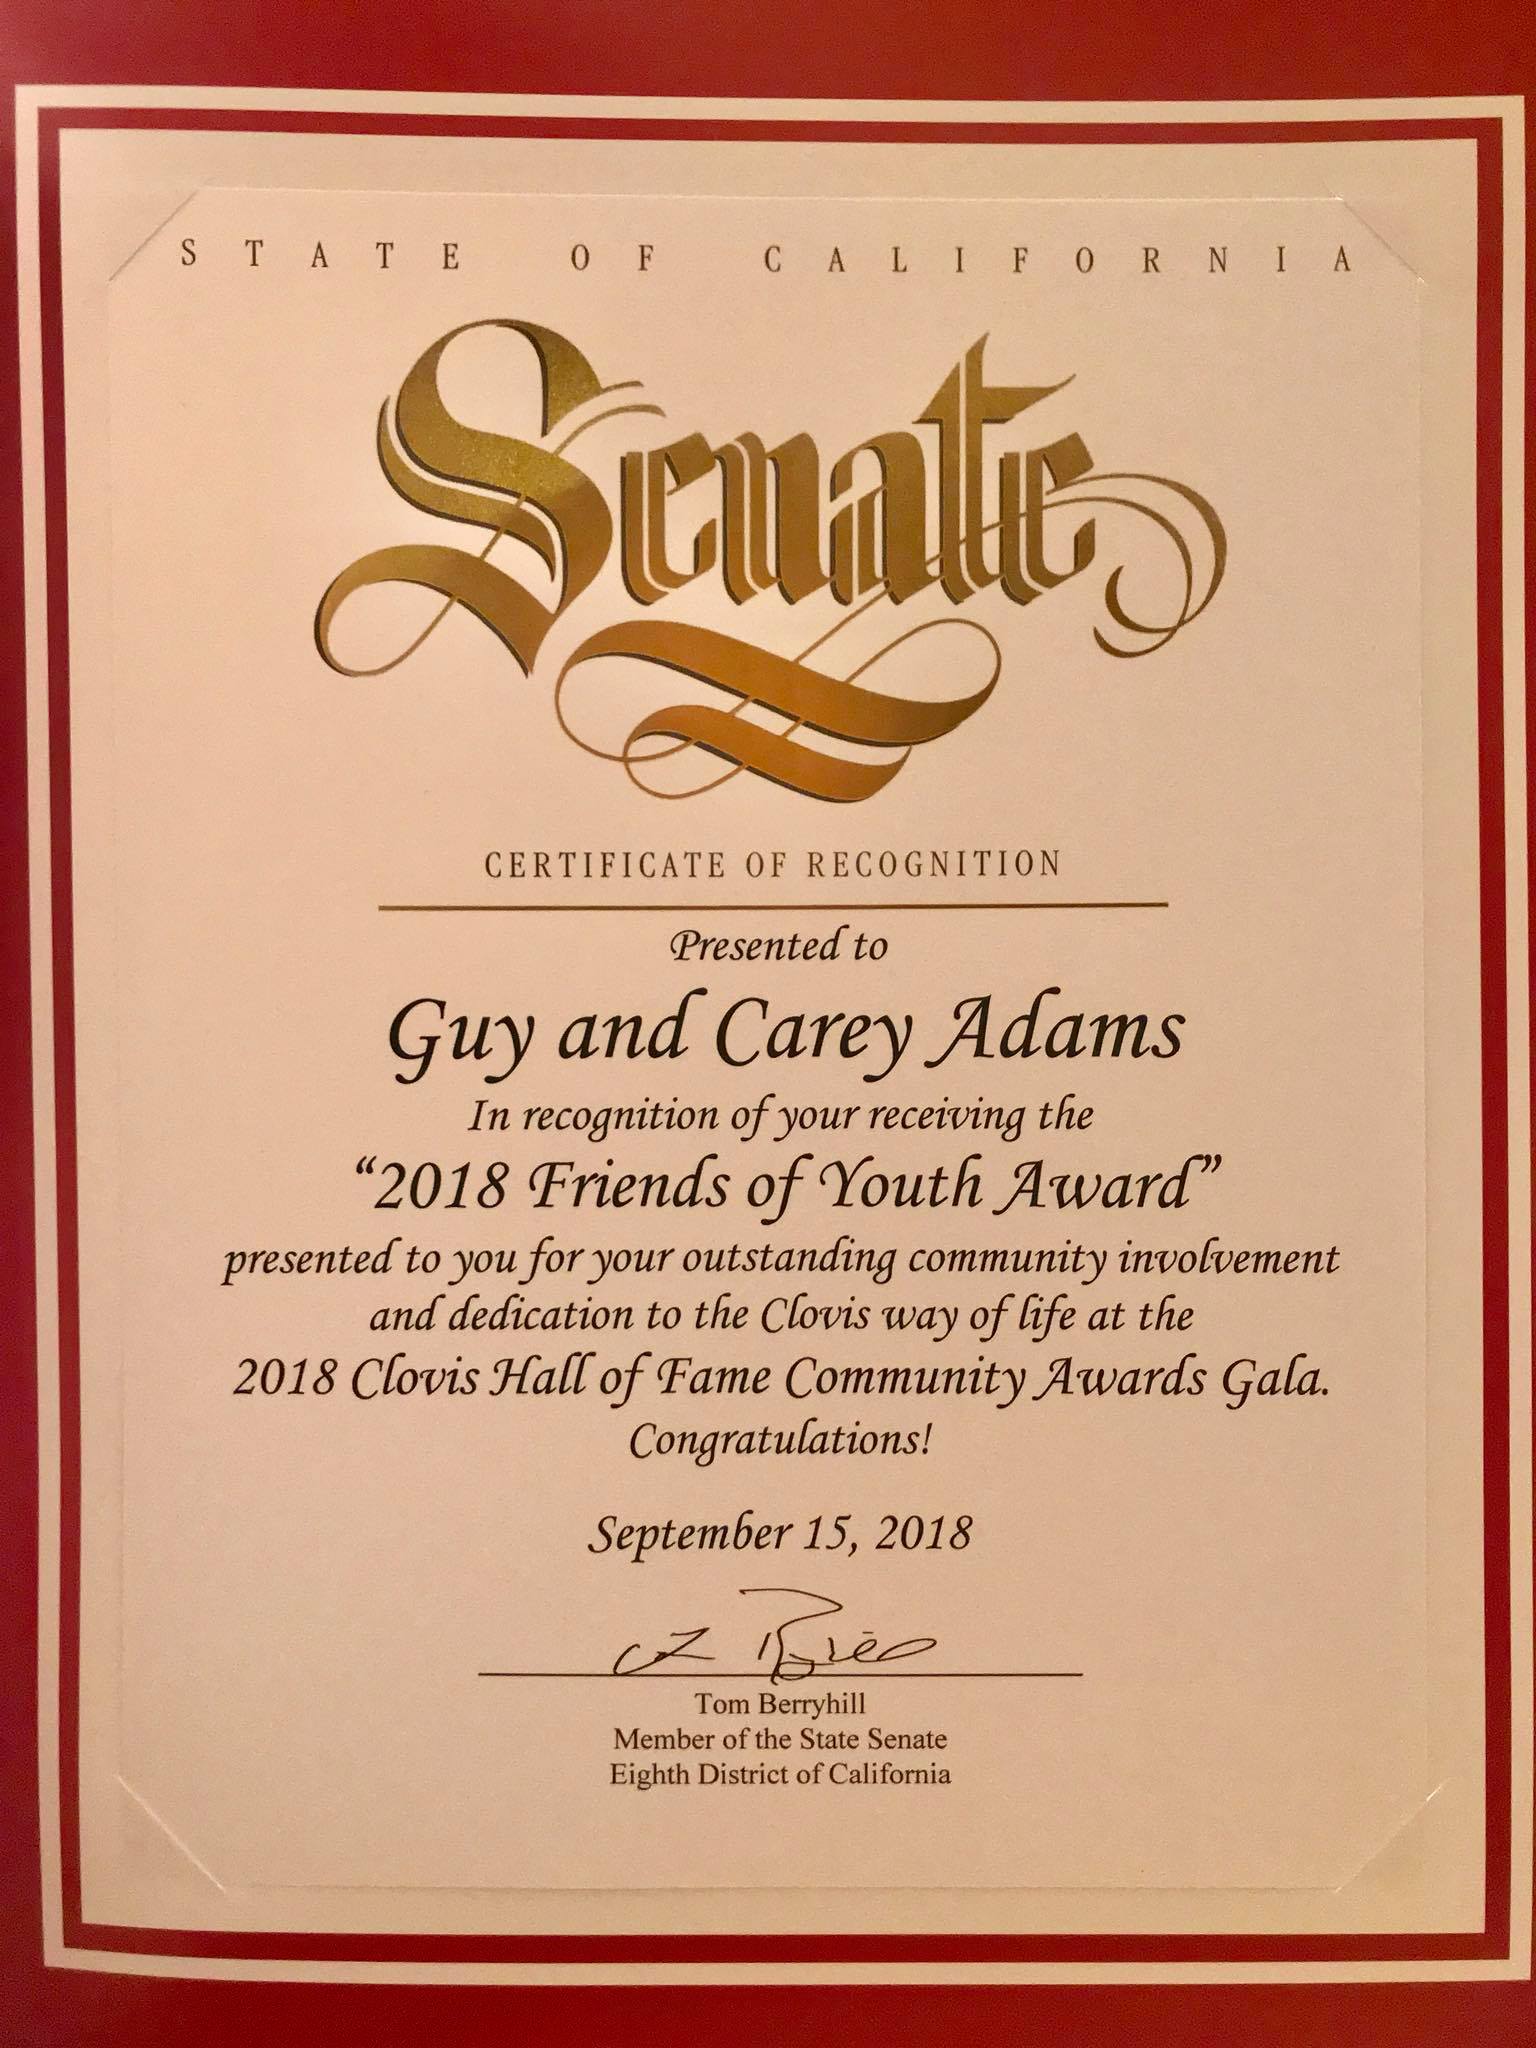 STATE OF CALIFORNIA
Senate
CERTIFICATE OF RECOGNITION
Presented to
Guy and Carey Adams
In recognition of your receiving the
“2018 Friends of Youth Award”
presented to you for your outstanding community involvement
and dedication to the Clovis way of life at the
2018 Clovis Hall of Fame Community Awards Gala.
Congratulations!
September 15, 2018
Tom Berryhill
Member of the State Senate
Eighth District of California